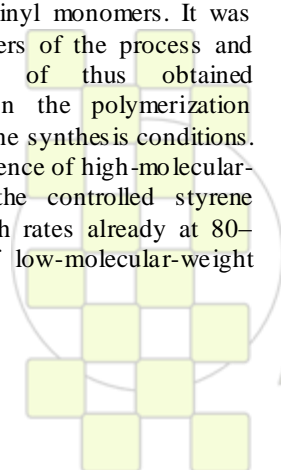 inyl monomers. It was
ers of the process and
of thus obtained
n the polymerization
he synthesis conditions.
ence of high-molecular-
the controlled styrene
h rates already at 80–
low-molecular-weight